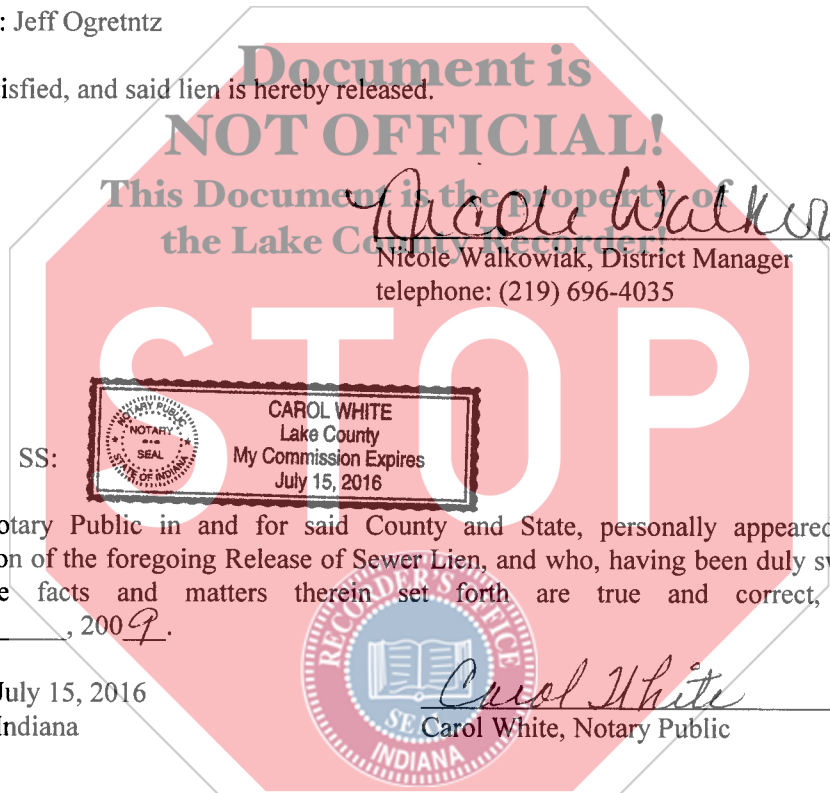 : Jeff Ogretntz
Document is
isfied, and said lien is hereby released.
NOT OFFICIAL!
This Document is the property of
the Lake County Recorder!
Nicole Walkow
Nicole Walkowiak, District Manager
telephone: (219) 696-4035
STOP
NOTARY PUBLIC
NOTARY
SEAL
STATE OF INDIANA
CAROL WHITE
Lake County
My Commission Expires
July 15, 2016
SS:
otary Public in and for said County and State, personally appeared
on of the foregoing Release of Sewer Lien, and who, having been duly sw
e facts and matters therein set forth are true and correct,
, 2009.
RECORDER'S OFFICE
SEAL
INDIANA
July 15, 2016
Indiana
Carol White
Carol White, Notary Public